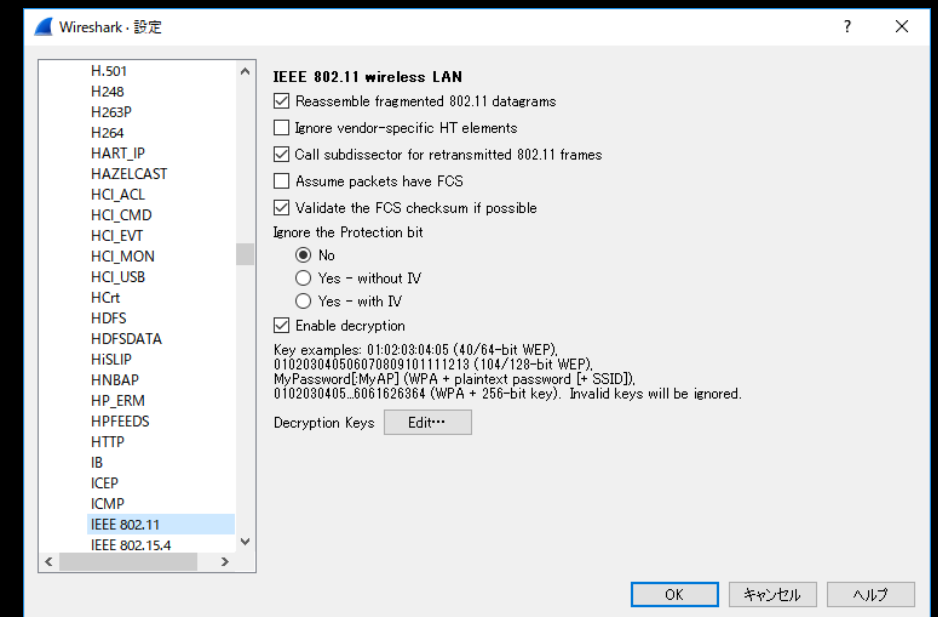 Wireshark · 設定
?
H.501
H248
H263P
H264
HART_IP
HAZELCAST
HCI_ACL
HCI_CMD
HCI_EVT
HCI_MON
HCI_USB
HCrt
HDFS
HDFSDATA
HiSLIP
HNBAP
HP_ERM
HPFEEDS
HTTP
IB
ICEP
ICMP
IEEE 802.11
IEEE 802.15.4
IEEE 802.11 wireless LAN
Reassemble fragmented 802.11 datagrams
Ignore vendor-specific HT elements
Call subdissector for retransmitted 802.11 frames
Assume packets have FCS
Validate the FCS checksum if possible
Ignore the Protection bit
No
Yes - without IV
Yes - with IV
Enable decryption
Key examples: 01:02:03:04:05 (40/64-bit WEP),
010203040506070809101111213 (104/128-bit WEP),
MyPassword[:MyAP] (WPA + plaintext password [+ SSID]),
0102030405...6061626364 (WPA + 256-bit key). Invalid keys will be ignored.
Decryption Keys Edit…
OK キャンセル ヘルプ